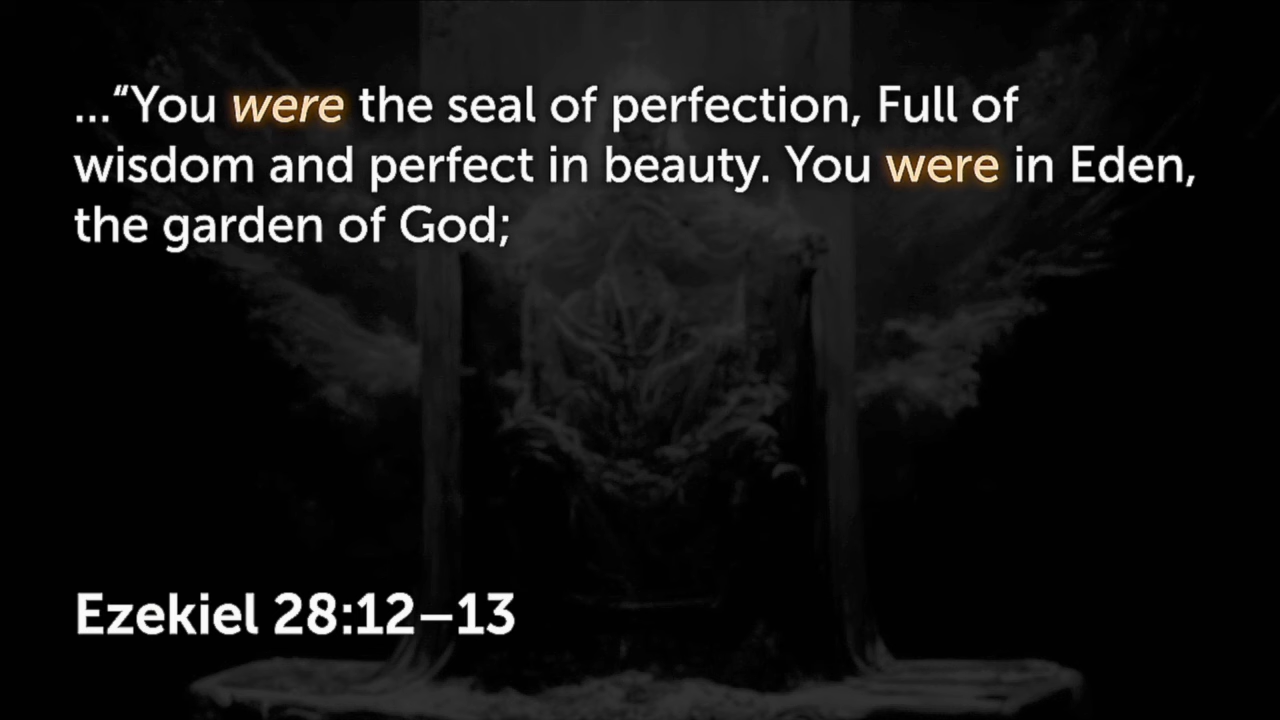 …“You were the seal of perfection, Full of
wisdom and perfect in beauty. You were in Eden,
the garden of God;
Ezekiel 28:12–13